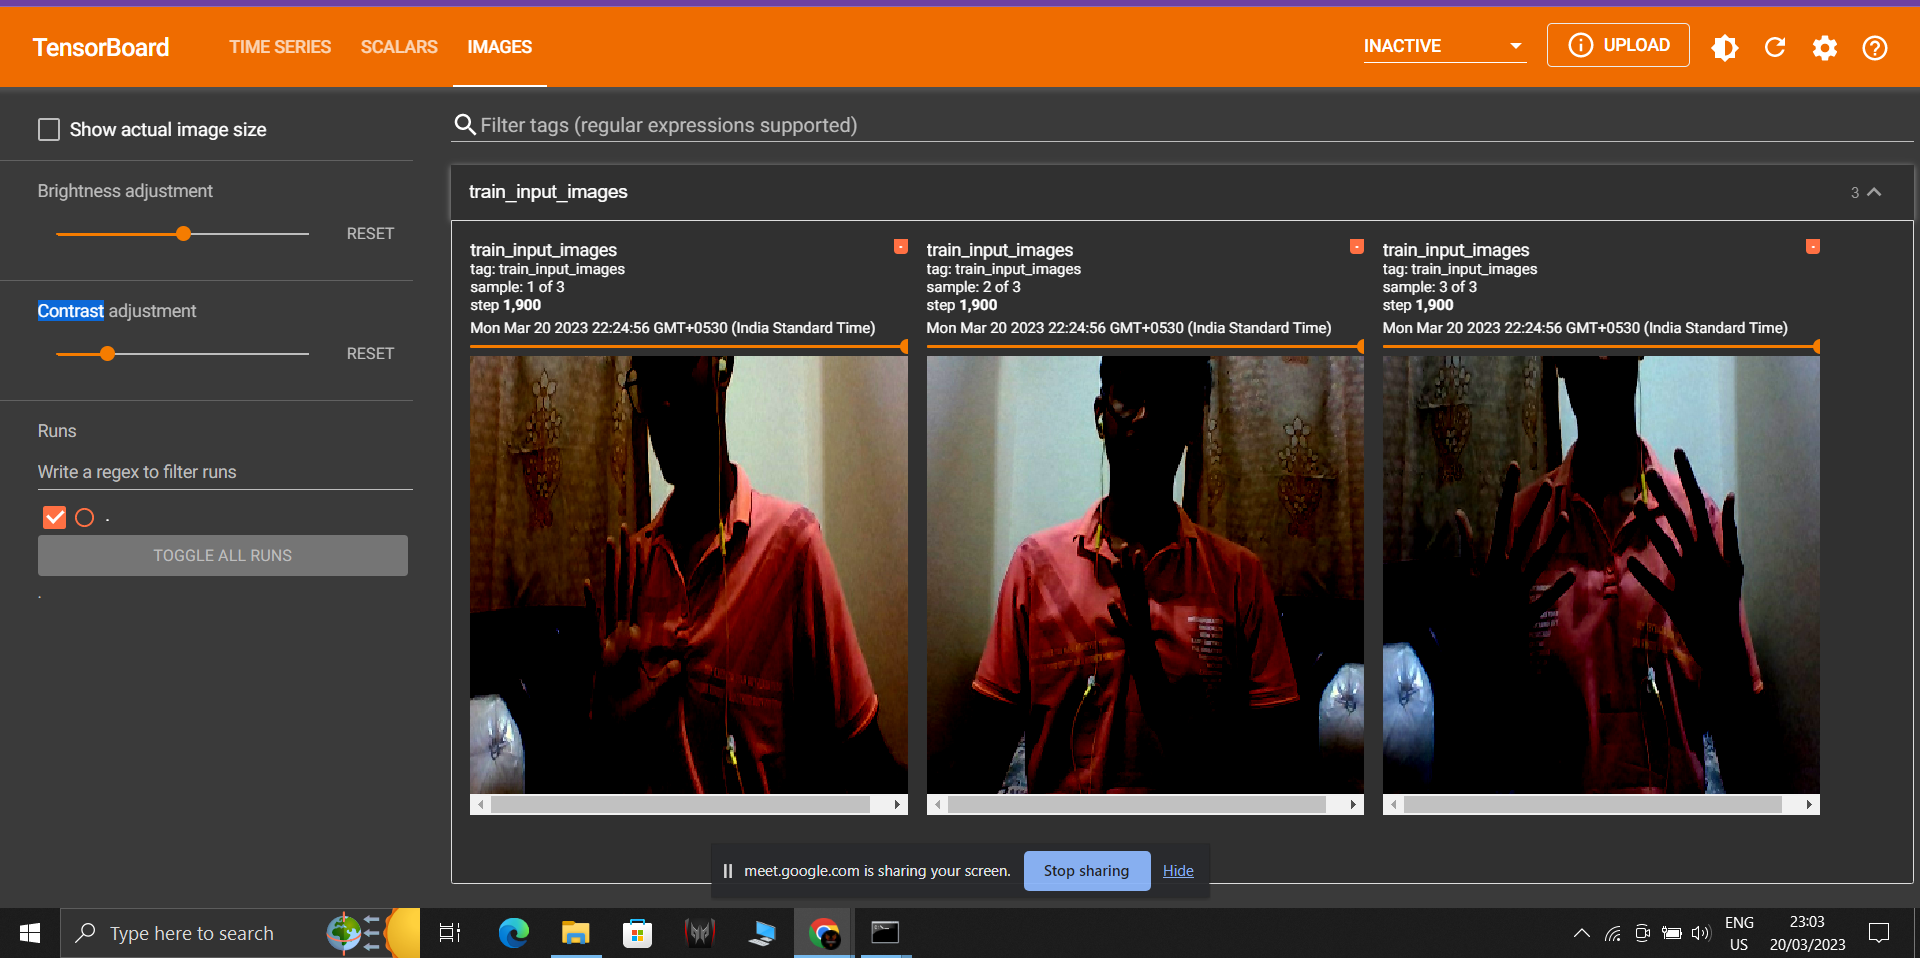 TensorBoard
TIME SERIES
SCALARS
IMAGES
INACTIVE
UPLOAD
Show actual image size
Filter tags (regular expressions supported)
Brightness adjustment
RESET
Contrast adjustment
RESET
Runs
Write a regex to filter runs
.
TOGGLE ALL RUNS
.
train_input_images
3
train_input_images
tag: train_input_images
sample: 1 of 3
step 1,900
Mon Mar 20 2023 22:24:56 GMT+0530 (India Standard Time)
train_input_images
tag: train_input_images
sample: 2 of 3
step 1,900
Mon Mar 20 2023 22:24:56 GMT+0530 (India Standard Time)
train_input_images
tag: train_input_images
sample: 3 of 3
step 1,900
Mon Mar 20 2023 22:24:56 GMT+0530 (India Standard Time)
meet.google.com is sharing your screen.
Stop sharing
Hide
Type here to search
ENG
US
23:03
20/03/2023